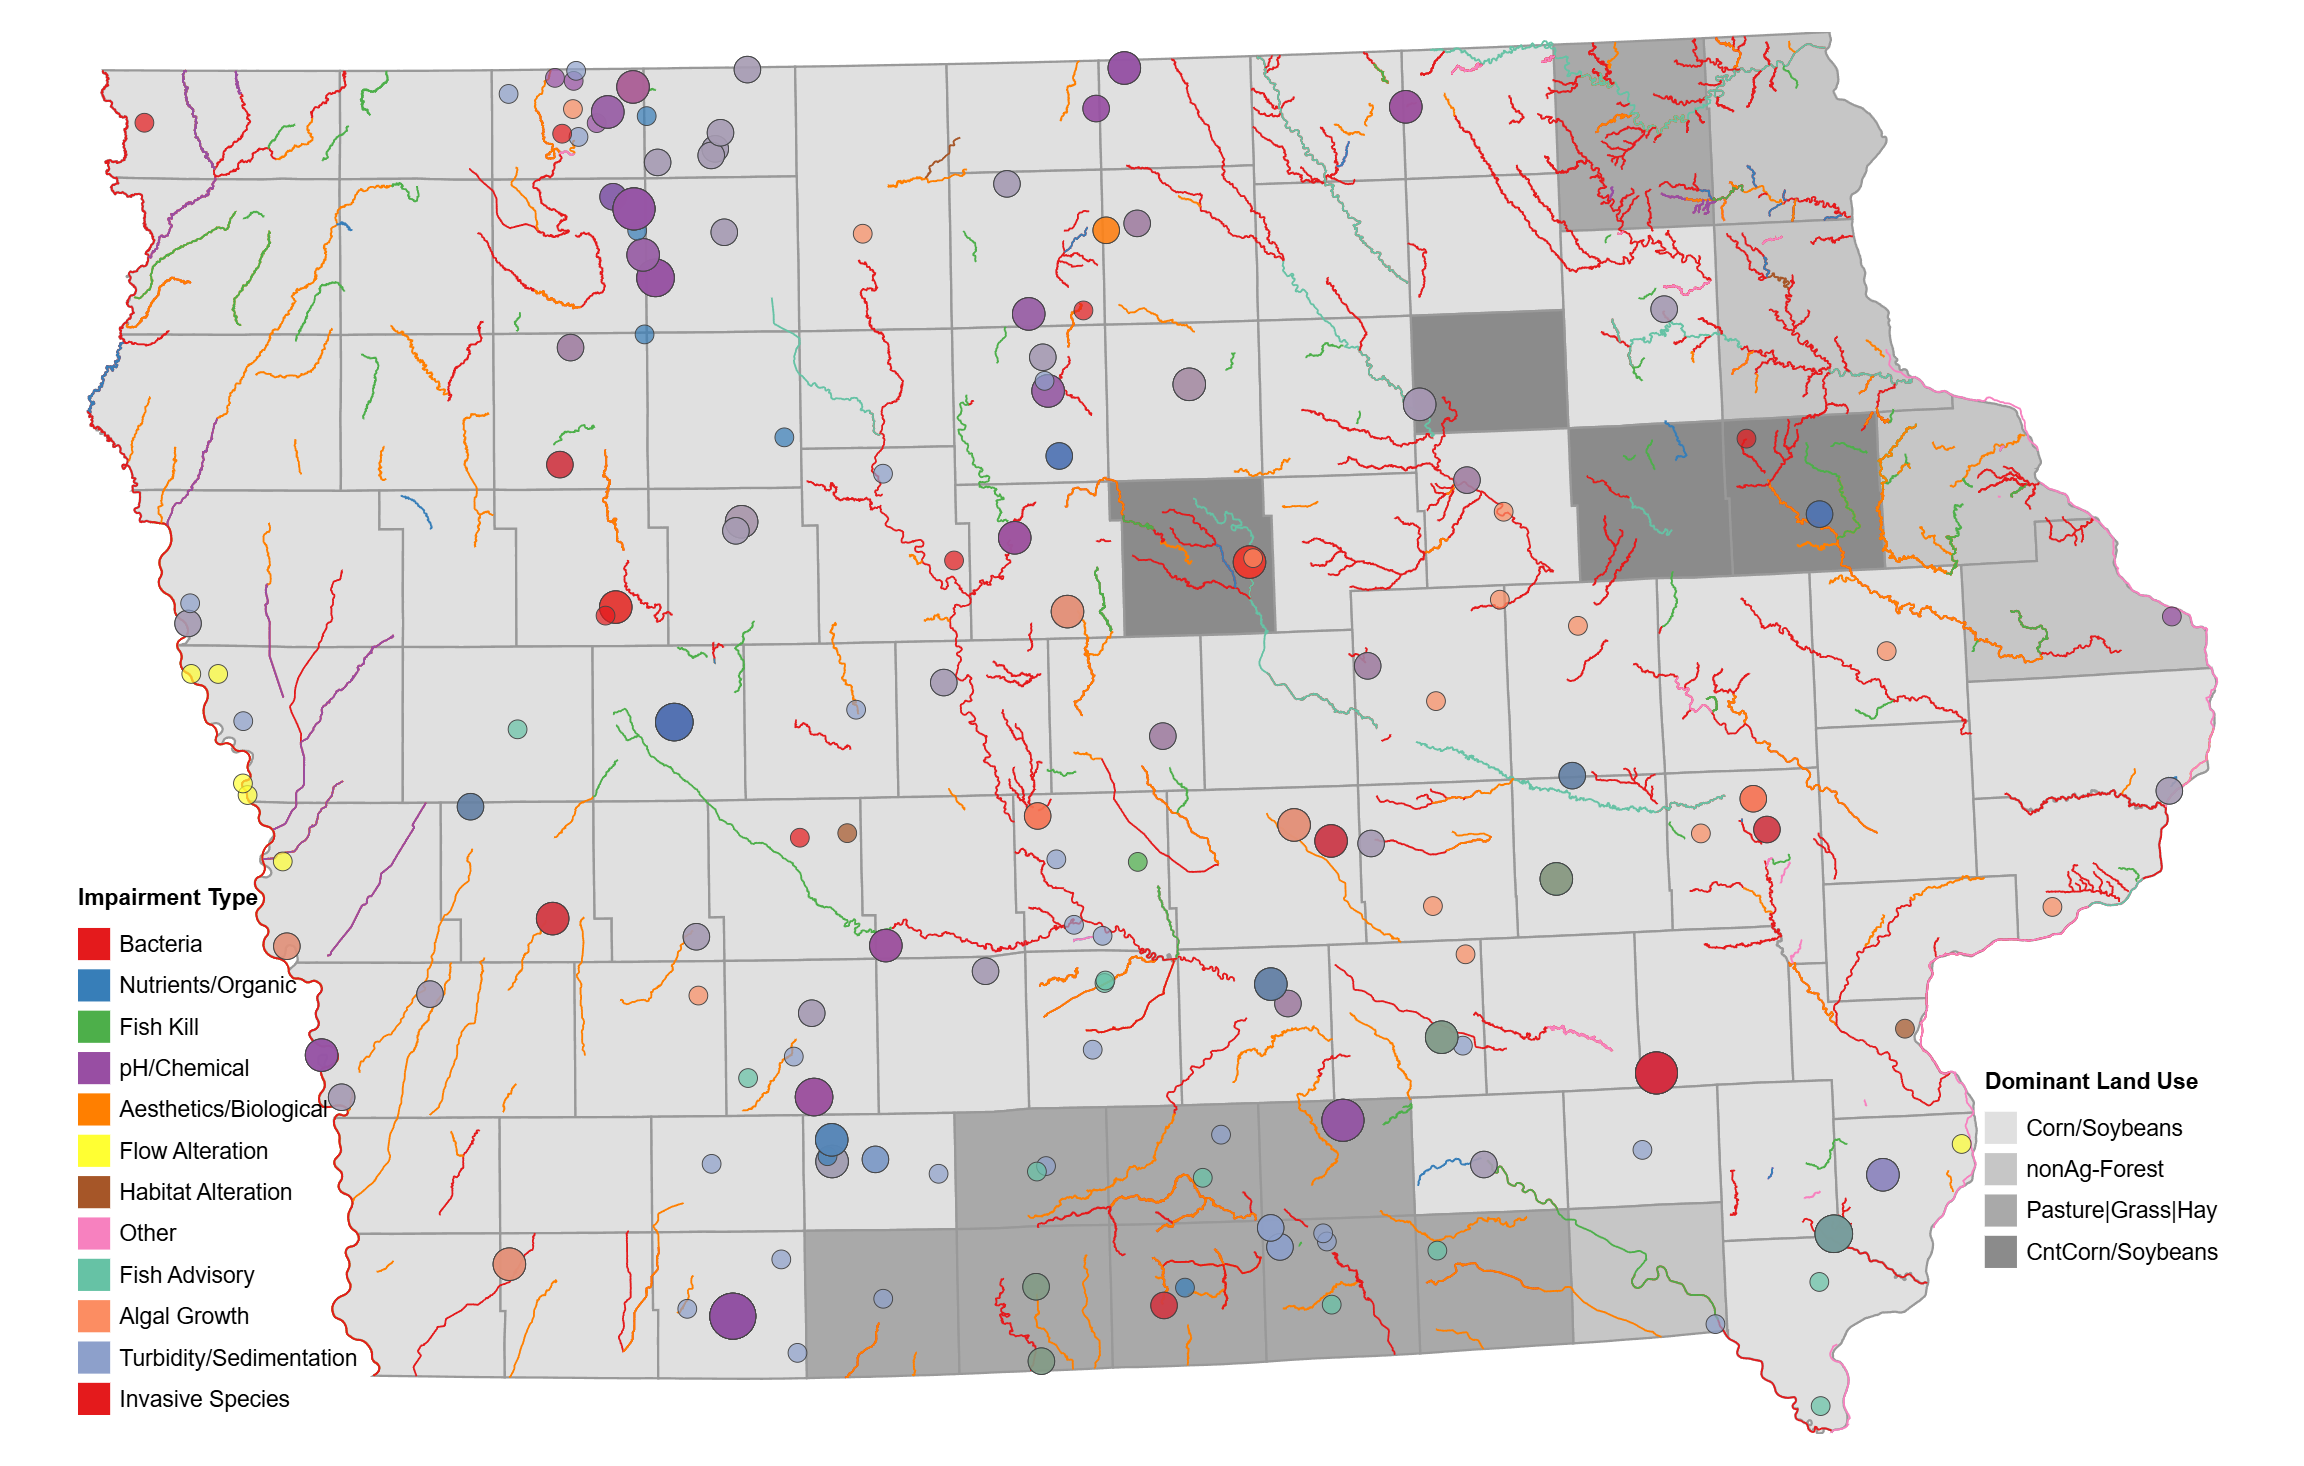 Impairment Type
Bacteria
Nutrients/Organic
Fish Kill
pH/Chemical
Aesthetics/Biological
Flow Alteration
Habitat Alteration
Other
Fish Advisory
Algal Growth
Turbidity/Sedimentation
Invasive Species
Dominant Land Use
Corn/Soybeans
nonAg-Forest
Pasture|Grass|Hay
CntCorn/Soybeans